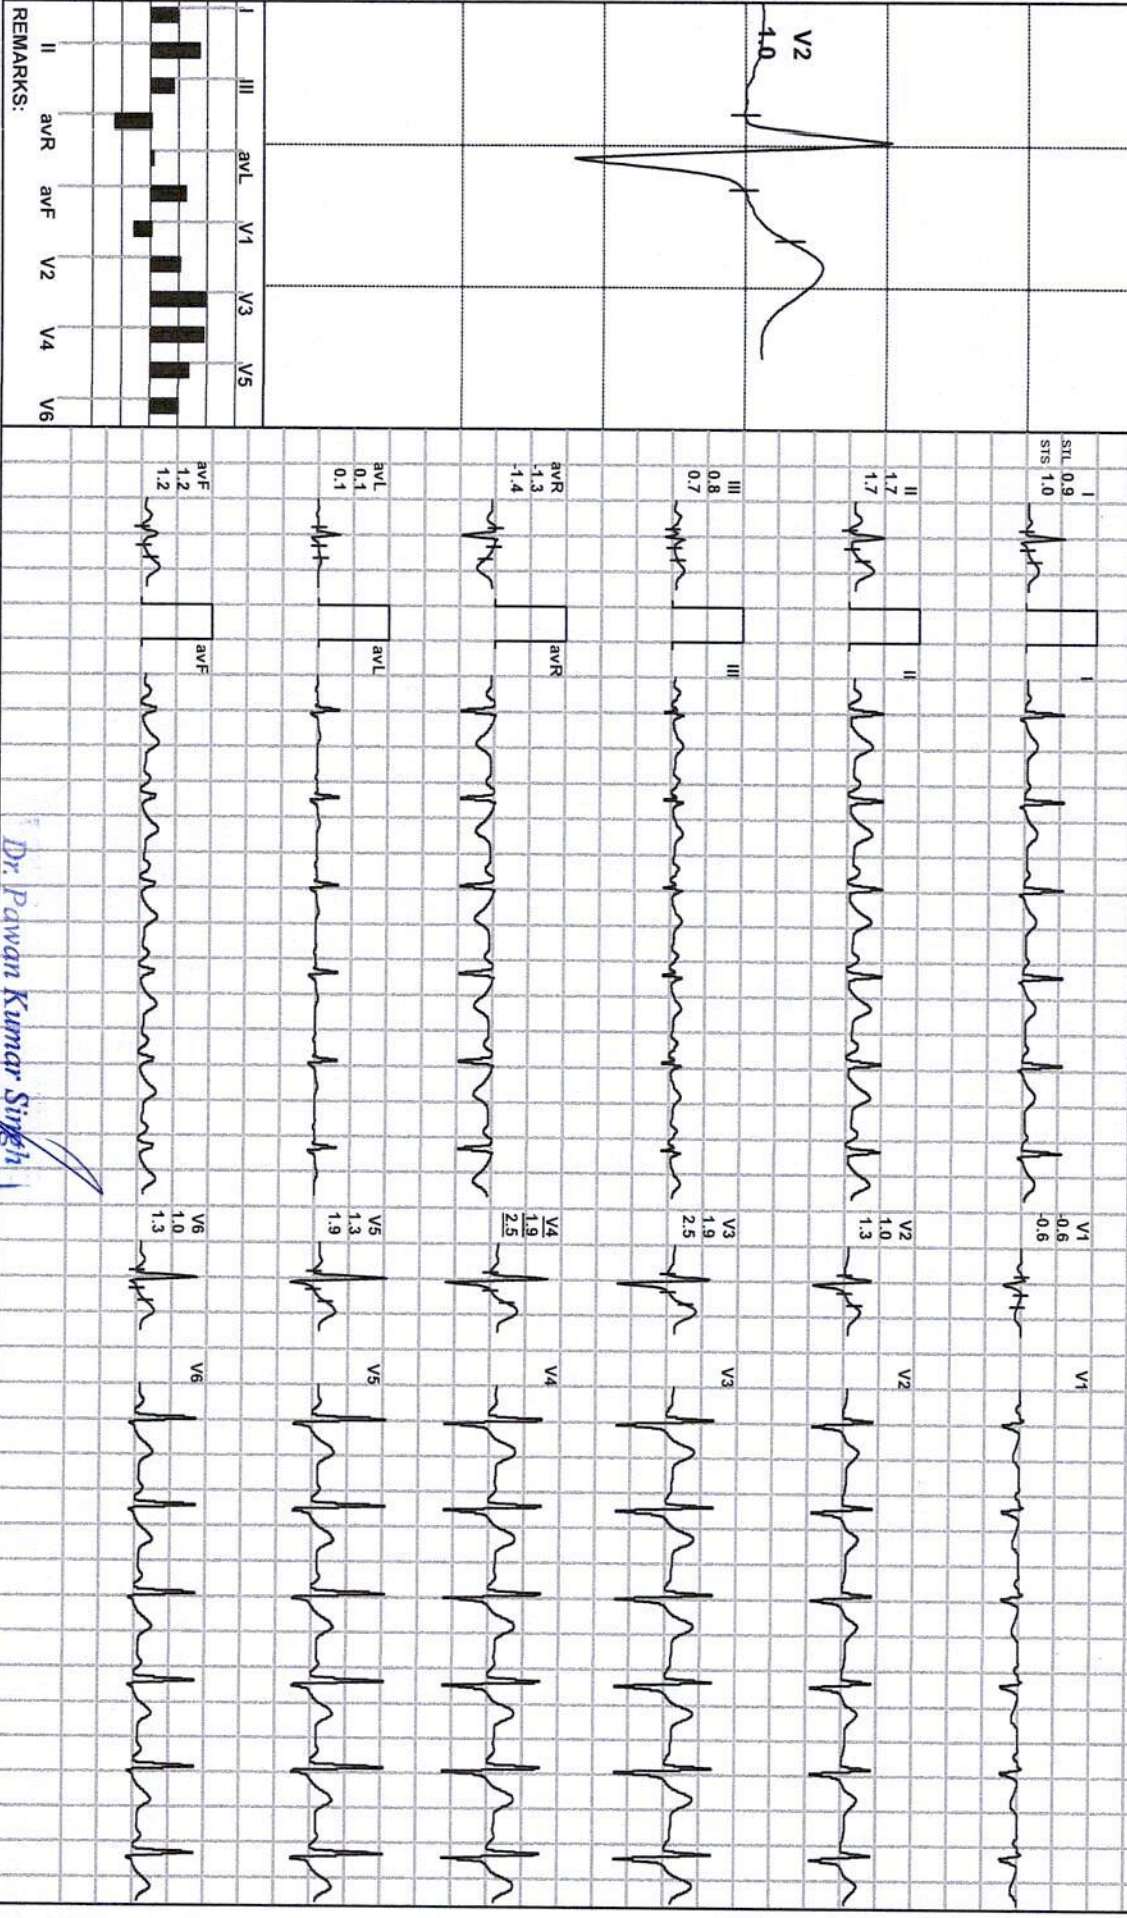 V2
1.0
I
STL 0.9
STS 1.0
I
V1
-0.6
-0.6
V1
II
1.7
1.7
II
V2
1.0
1.3
V2
III
0.8
0.7
III
V3
1.9
2.5
V3
avR
-1.3
-1.4
avR
V4
1.9
2.5
V4
avL
0.1
0.1
avL
V5
1.3
1.9
V5
avF
1.2
1.2
avF
V6
1.0
1.3
V6
I III avL V1 V3 V5
II avR avF V2 V4 V6
REMARKS:
Dr. Pawan Kumar Singh